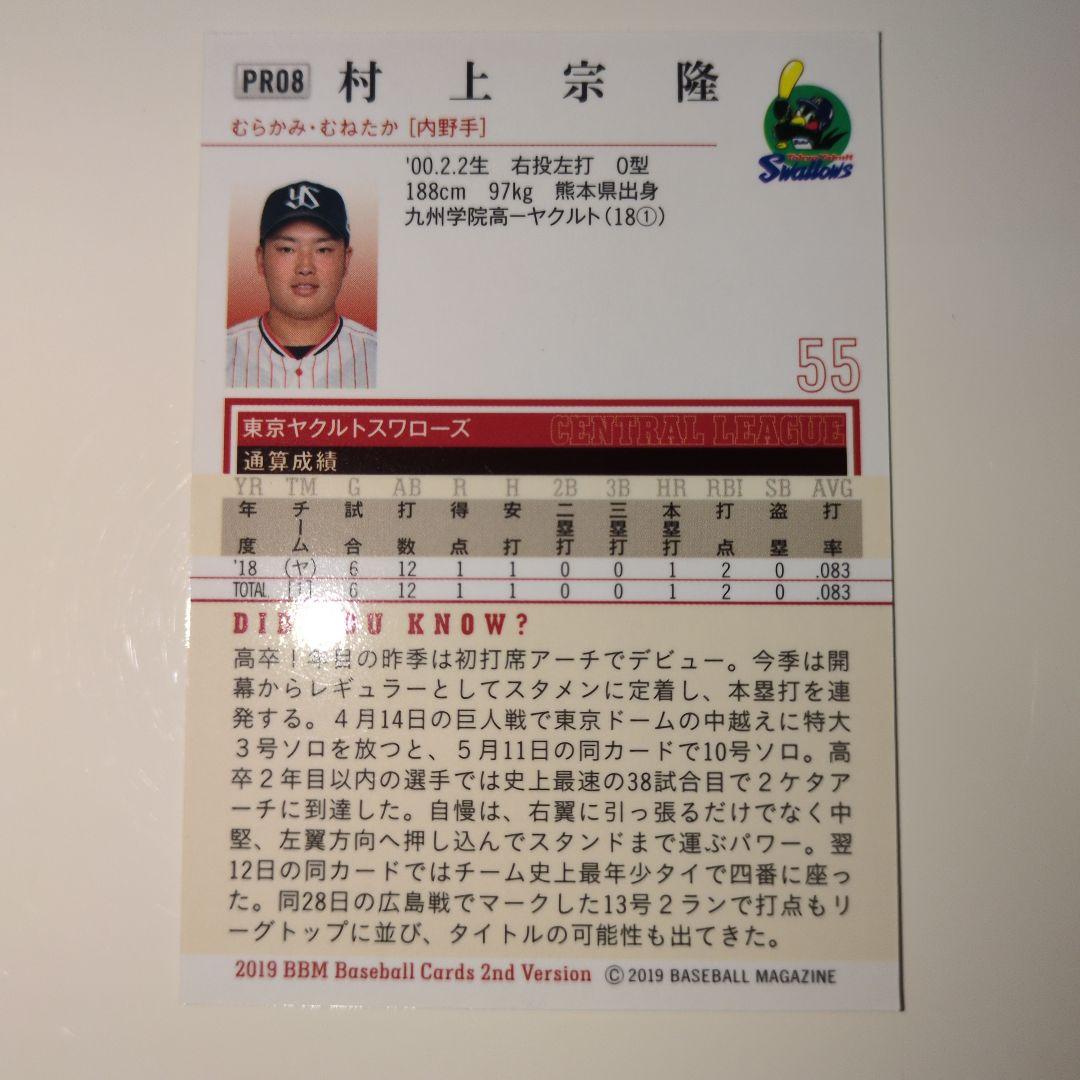 PR08 村上宗隆
むらかみ・むねたか [内野手]
Tokyo Yakult
Swallows
'00.2.2生 右投左打 O型
188cm 97kg 熊本県出身
九州学院高ーヤクルト(18①)
YS
55
東京ヤクルトスワローズ CENTRAL LEAGUE
通算成績
YR TM G AB R H 2B 3B HR RBI SB AVG
年度 チーム 試合 打数 得点 安打 二塁打 三塁打 本塁打 打点 盗塁 打率
'18 (ヤ) 6 12 1 1 0 0 1 2 0 .083
TOTAL 6 12 1 1 0 0 1 2 0 .083
DID YOU KNOW?
高卒1年目の昨季は初打席アーチでデビュー。今季は開
幕からレギュラーとしてスタメンに定着し、本塁打を連
発する。4月14日の巨人戦で東京ドームの中越えに特大
3号ソロを放つと、5月11日の同カードで10号ソロ。高
卒2年目以内の選手では史上最速の38試合目で2ケタア
ーチに到達した。自慢は、右翼に引っ張るだけでなく中
堅、左翼方向へ押し込んでスタンドまで運ぶパワー。翌
12日の同カードではチーム史上最年少タイで四番に座っ
た。同28日の広島戦でマークした13号2ランで打点もリ
ーグトップに並び、タイトルの可能性も出てきた。
2019 BBM Baseball Cards 2nd Version © 2019 BASEBALL MAGAZINE